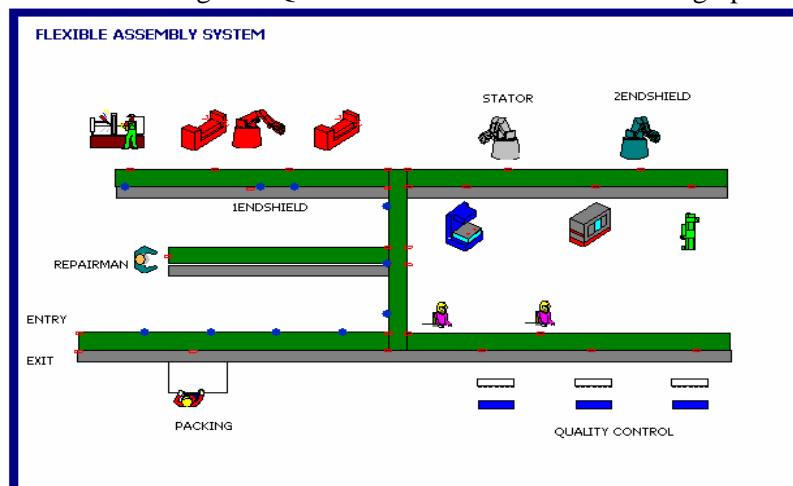 FLEXIBLE ASSEMBLY SYSTEM
STATOR
2ENDSHIELD
1ENDSHIELD
REPAIRMAN
ENTRY
EXIT
PACKING
QUALITY CONTROL